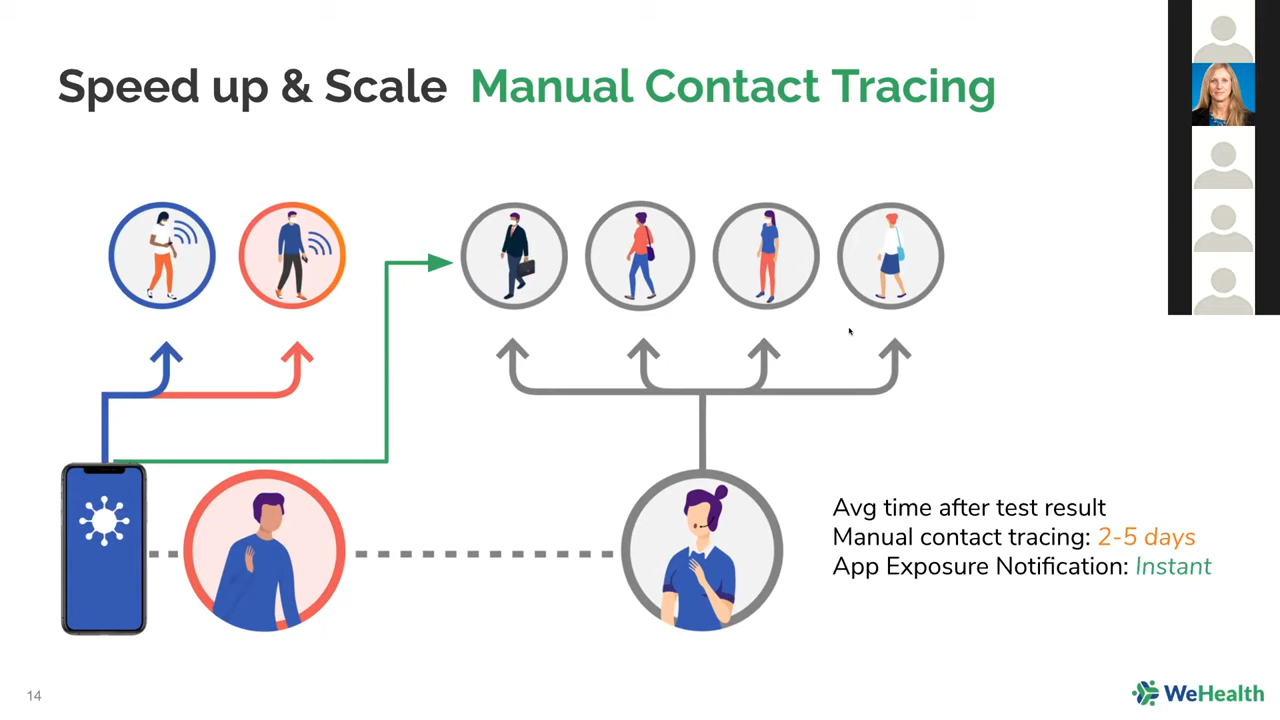 Speed up & Scale Manual Contact Tracing
Avg time after test result
Manual contact tracing: 2-5 days
App Exposure Notification: Instant
14
WeHealth